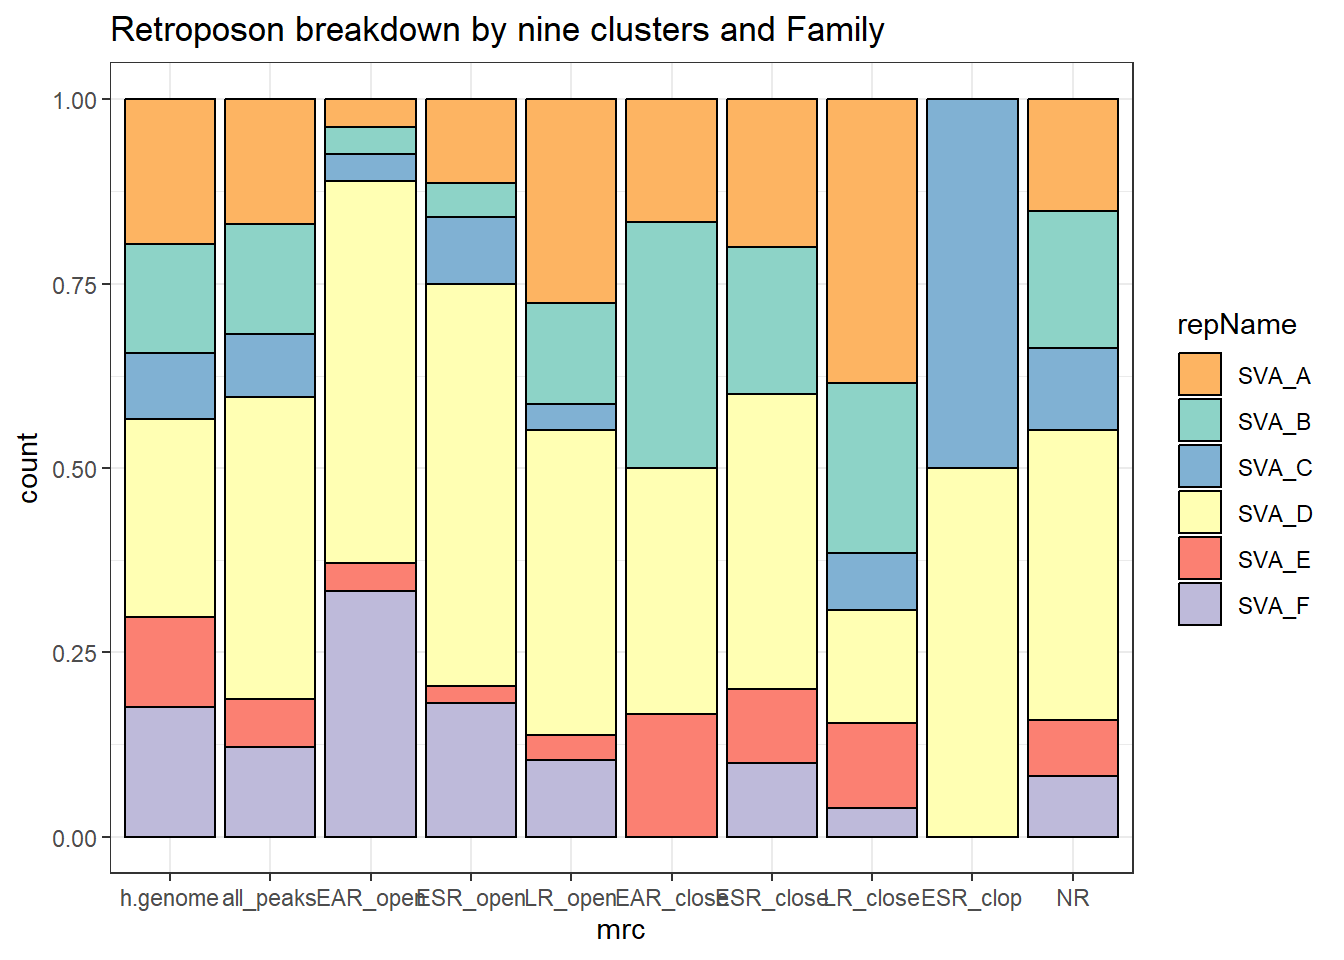 Retroposon breakdown by nine clusters and Family
1.00
0.75
0.50
0.25
0.00
count
h.genome all_peaks EAR_open ESR_open LR_open EAR_close ESR_close LR_close ESR_clop NR
mrc
repName
SVA_A
SVA_B
SVA_C
SVA_D
SVA_E
SVA_F